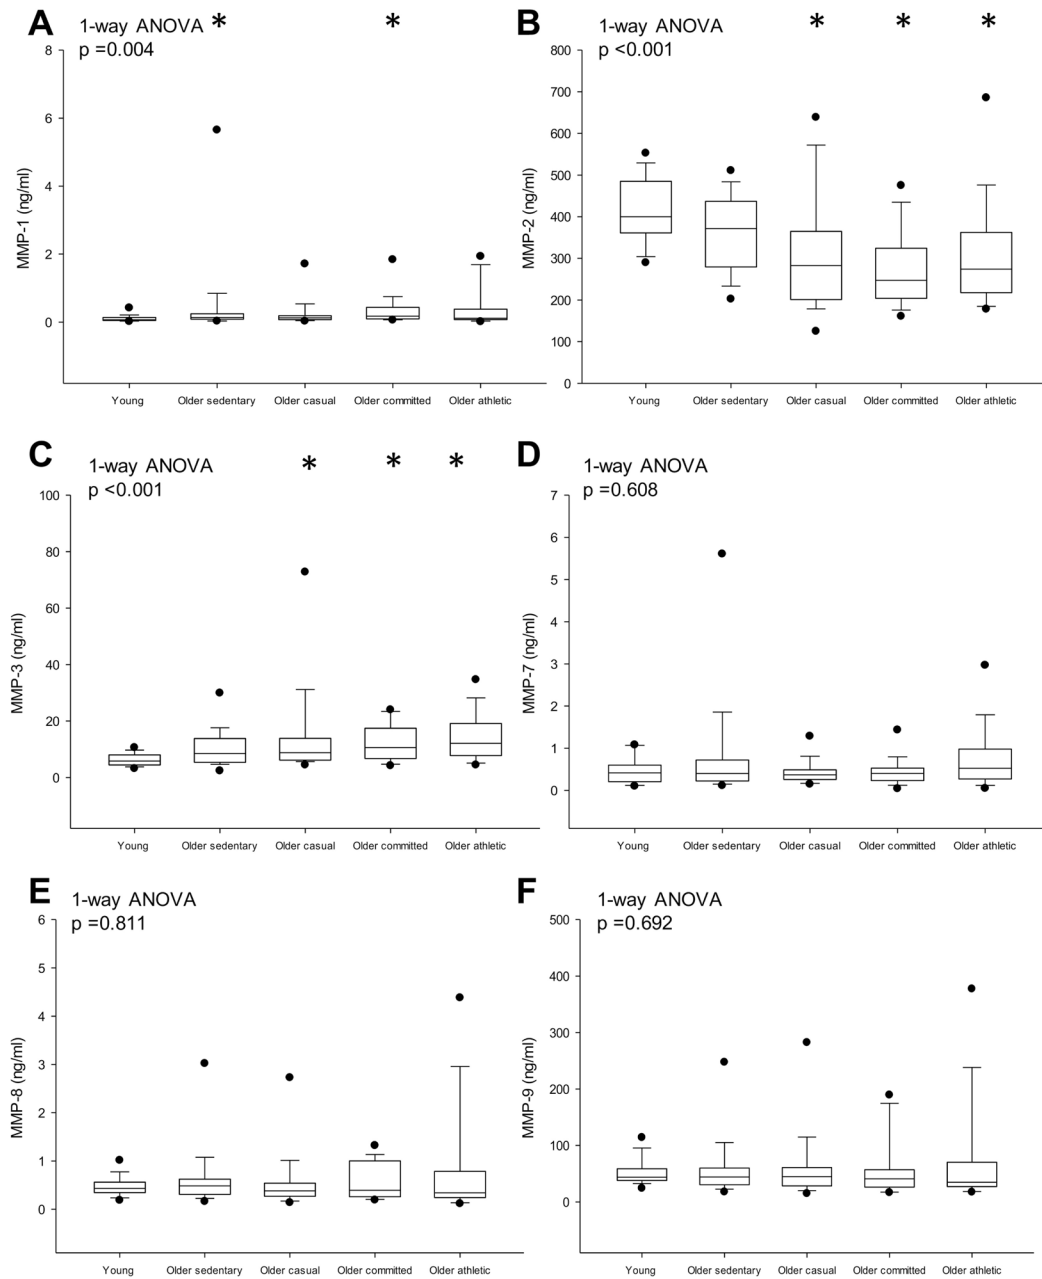 A
1-way ANOVA
p =0.004
*
*
8
6
4
2
0
MMP-1 (ng/ml)
Young
Older sedentary
Older casual
Older committed
Older athletic
B
1-way ANOVA
p <0.001
*
*
*
800
700
600
500
400
300
200
100
0
MMP-2 (ng/ml)
Young
Older sedentary
Older casual
Older committed
Older athletic
C
1-way ANOVA
p <0.001
*
*
*
100
80
60
40
20
0
MMP-3 (ng/ml)
Young
Older sedentary
Older casual
Older committed
Older athletic
D
1-way ANOVA
p =0.608
7
6
5
4
3
2
1
0
MMP-7 (ng/ml)
Young
Older sedentary
Older casual
Older committed
Older athletic
E
1-way ANOVA
p =0.811
6
5
4
3
2
1
0
MMP-8 (ng/ml)
Young
Older sedentary
Older casual
Older committed
Older athletic
F
1-way ANOVA
p =0.692
500
400
300
200
100
0
MMP-9 (ng/ml)
Young
Older sedentary
Older casual
Older committed
Older athletic